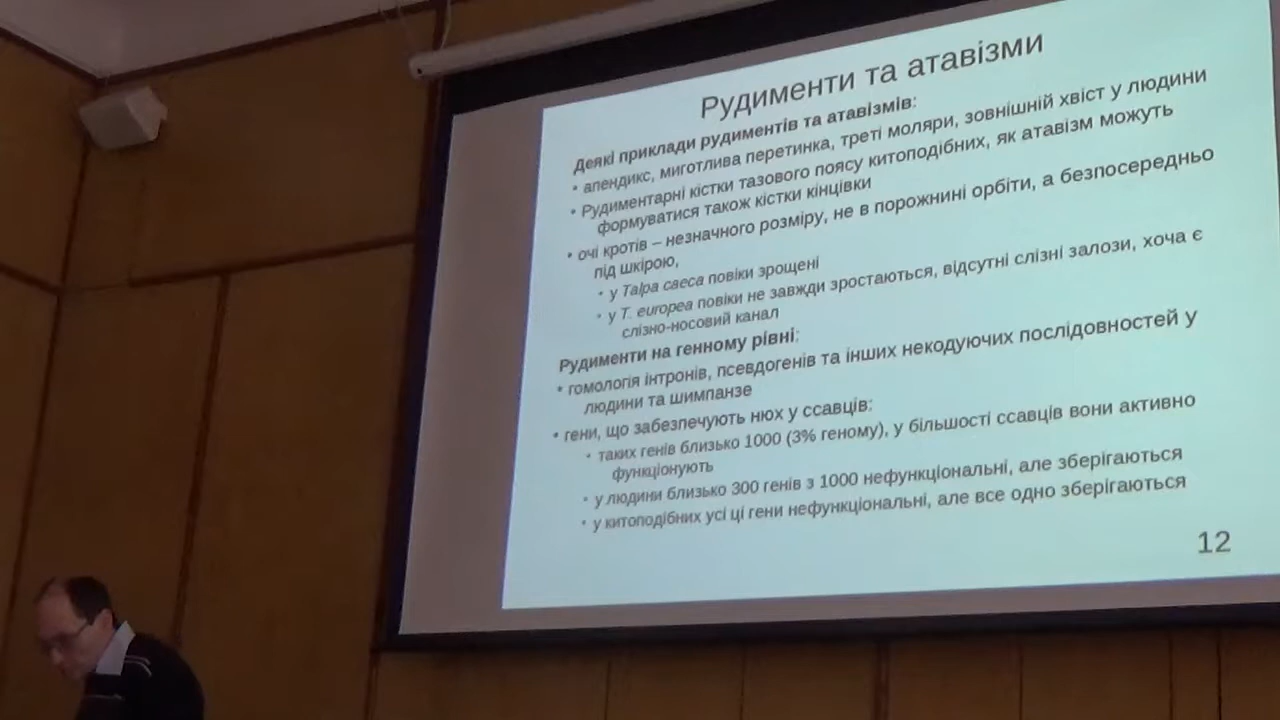 Рудименти та атавізми
Деякі приклади рудиментів та атавізмів:
• апендикс, миготлива перетинка, треті моляри, зовнішній хвіст у людини
• Рудиментарні кістки тазового поясу китоподібних, як атавізм можуть
формуватися також кістки кінцівки
• очі кротів – незначного розміру, не в порожнині орбіти, а безпосередньо
під шкірою,
• у Talpa caeca повіки зрощені
• у T. europea повіки не завжди зростаються, відсутні слізні залози, хоча є
слізно-носовий канал
Рудименти на генному рівні:
• гомологія інтронів, псевдогенів та інших некодуючих послідовностей у
людини та шимпанзе
• гени, що забезпечують нюх у ссавців:
• таких генів близько 1000 (3% геному), у більшості ссавців вони активно
функціонують
• у людини близько 300 генів з 1000 нефункціональні, але зберігаються
• у китоподібних усі ці гени нефункціональні, але все одно зберігаються
12